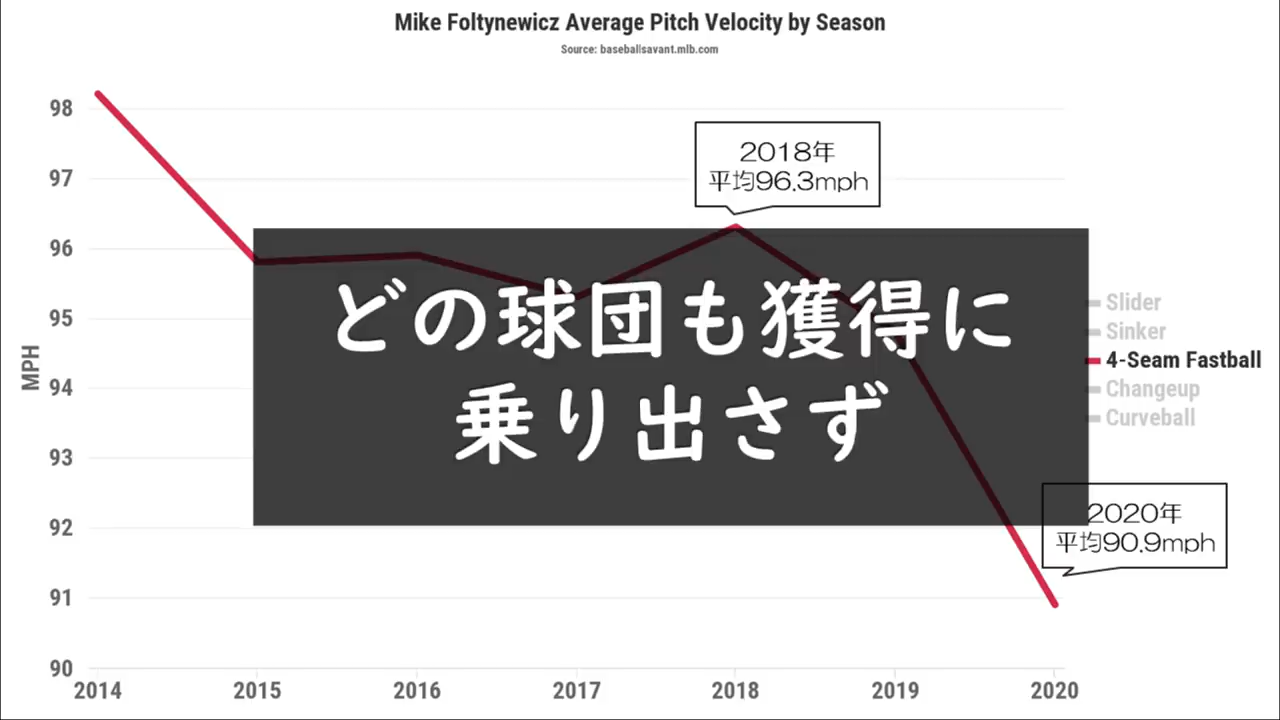 Mike Foltynewicz Average Pitch Velocity by Season
Source: baseballsavant.mlb.com
98
97
96
95
94
93
92
91
90
MPH
2018年
平均96.3mph
どの球団も獲得に
乗り出さず
Slider
Sinker
4-Seam Fastball
Changeup
Curveball
2020年
平均90.9mph
2014
2015
2016
2017
2018
2019
2020